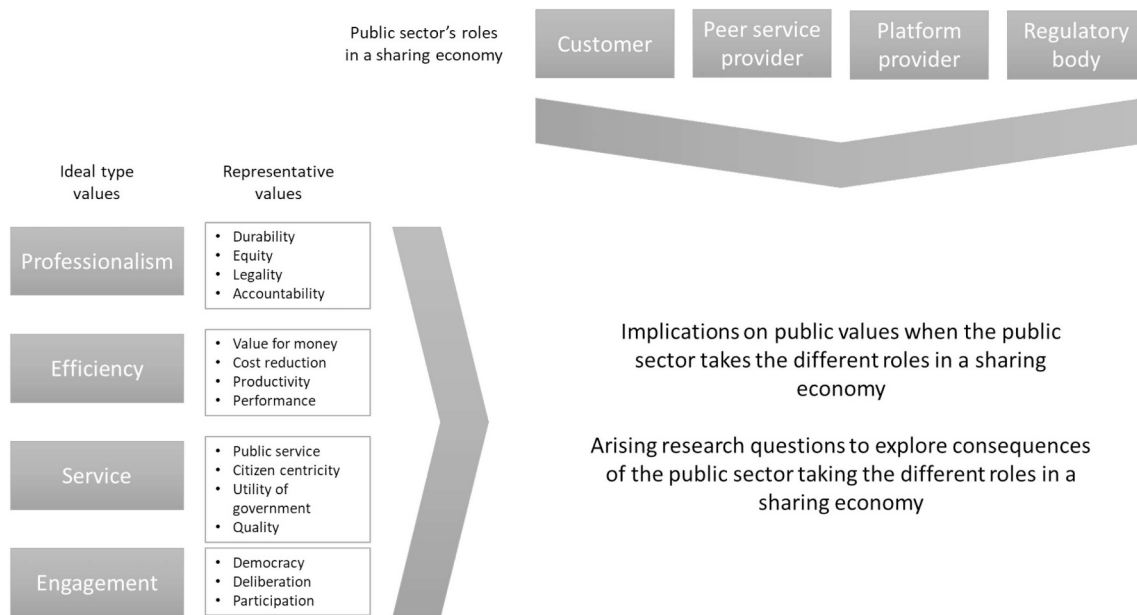 Public sector's roles
in a sharing economy
Customer
Peer service
provider
Platform
provider
Regulatory
body
Ideal type
values
Representative
values
Professionalism
• Durability
• Equity
• Legality
• Accountability
Efficiency
• Value for money
• Cost reduction
• Productivity
• Performance
Service
• Public service
• Citizen centricity
• Utility of
government
• Quality
Engagement
• Democracy
• Deliberation
• Participation
Implications on public values when the public
sector takes the different roles in a sharing
economy
Arising research questions to explore consequences
of the public sector taking the different roles in a
sharing economy